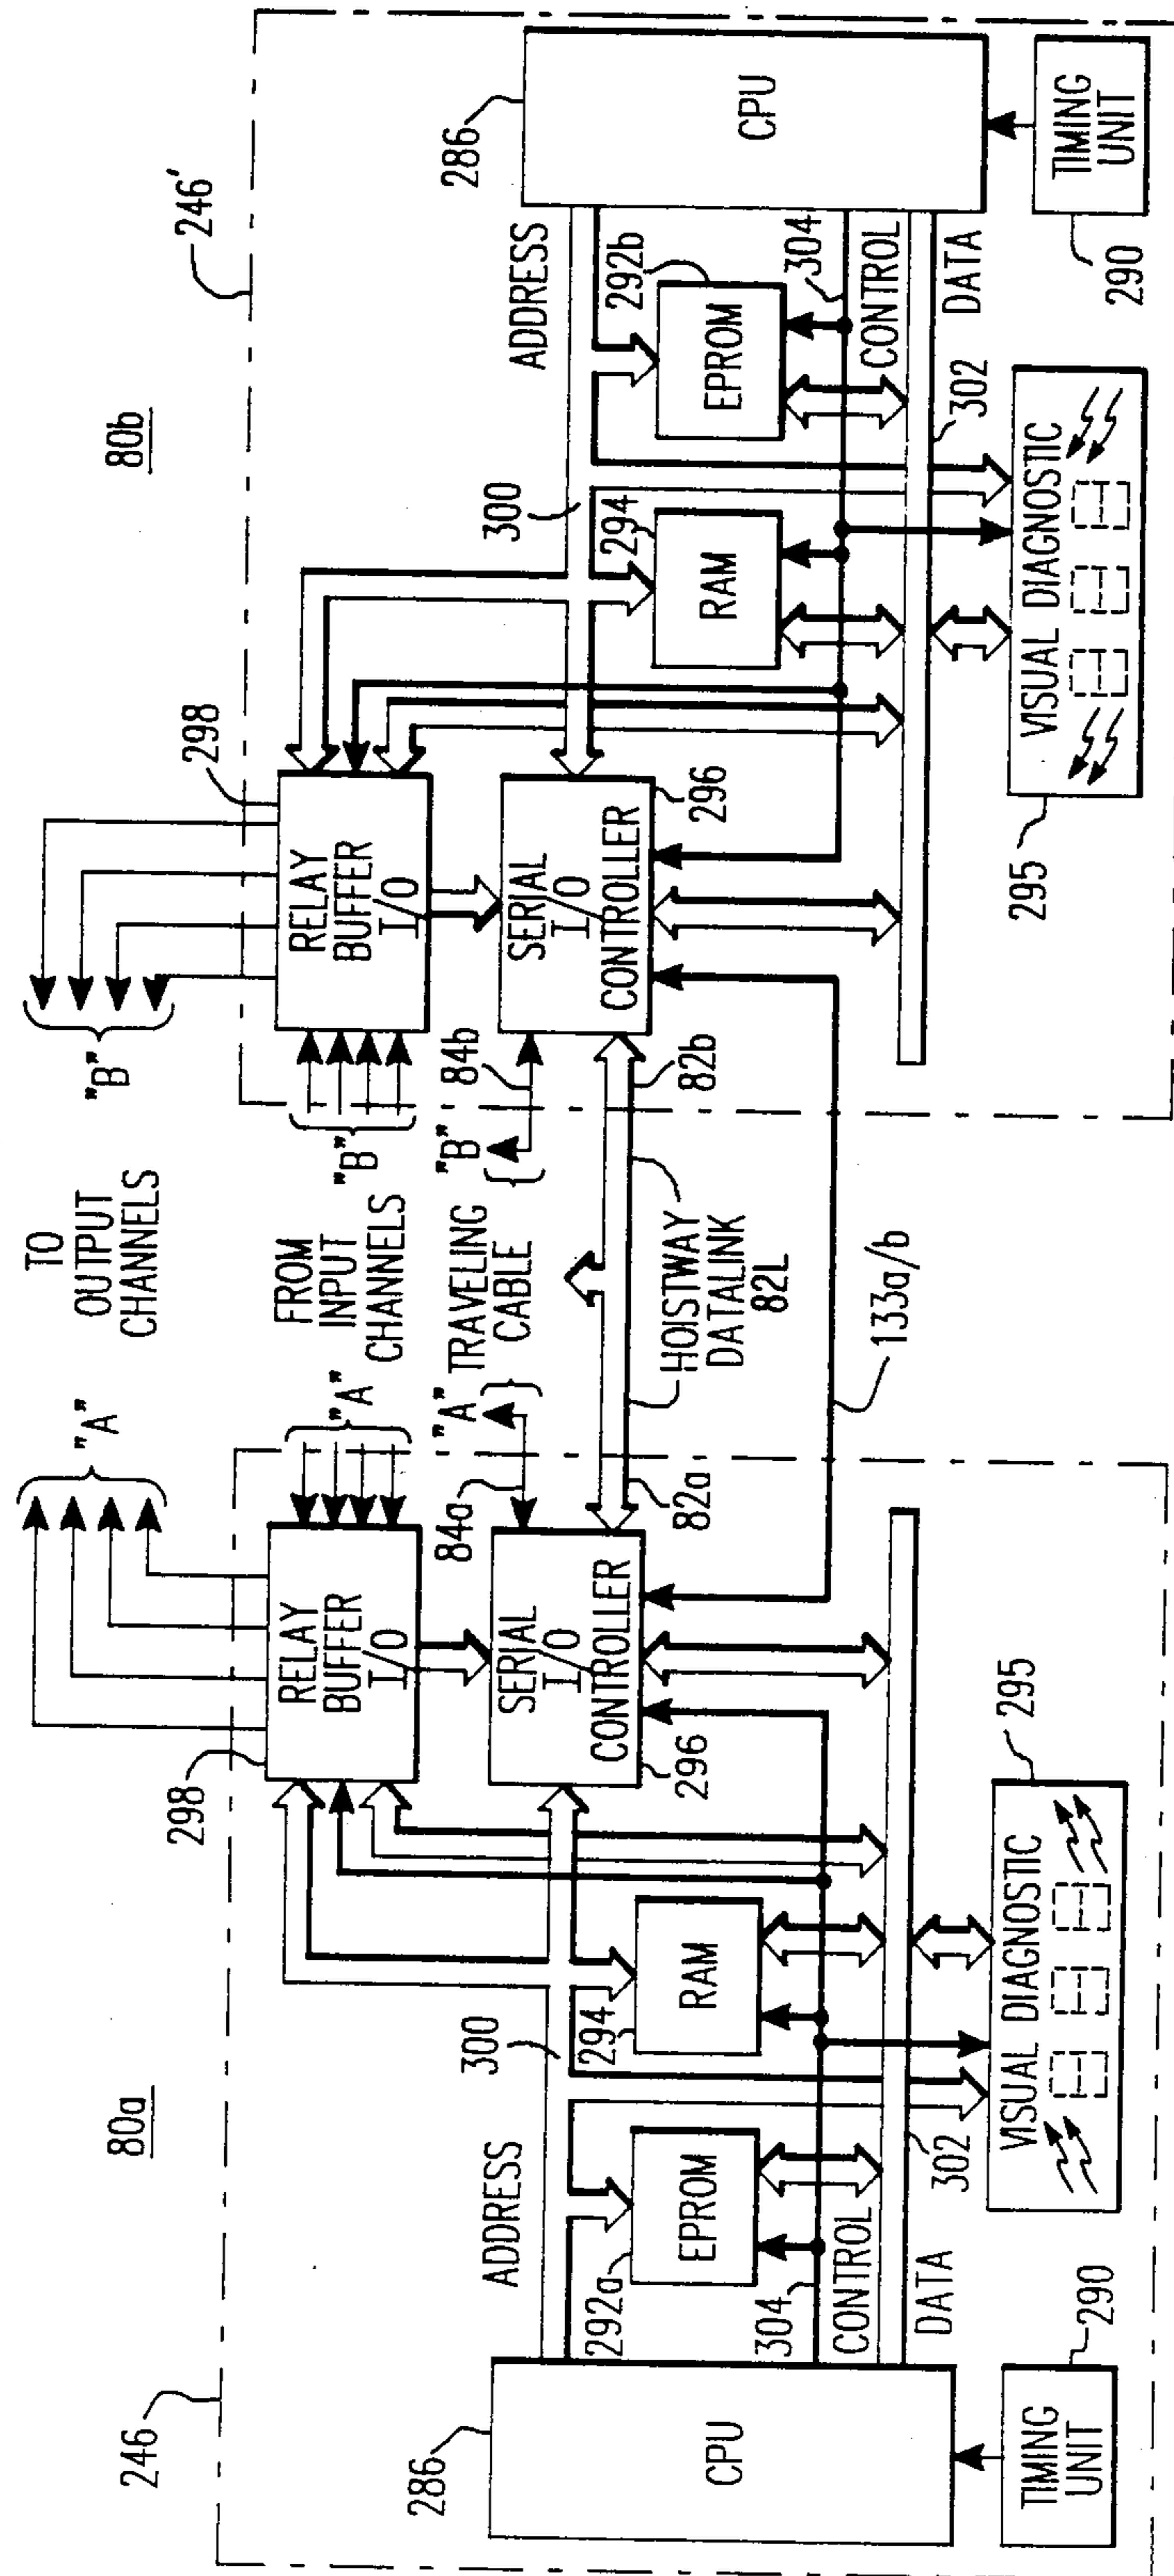 80a
80b
246
246'
TO
OUTPUT
CHANNELS
"A"
"B"
298
298
RELAY
BUFFER
I/O
RELAY
BUFFER
I/O
"A"
FROM
INPUT
CHANNELS
"B"
84a
"A"
TRAVELING
CABLE
"B"
84b
SERIAL
I/O
CONTROLLER
296
SERIAL
I/O
CONTROLLER
296
82a
HOISTWAY
DATALINK
82L
82b
133a/b
286
CPU
ADDRESS
300
292a
EPROM
294
RAM
304
CONTROL
DATA
302
TIMING
UNIT
290
VISUAL DIAGNOSTIC
295
300
ADDRESS
286
CPU
294
RAM
292b
EPROM
304
CONTROL
DATA
302
295
VISUAL DIAGNOSTIC
TIMING
UNIT
290